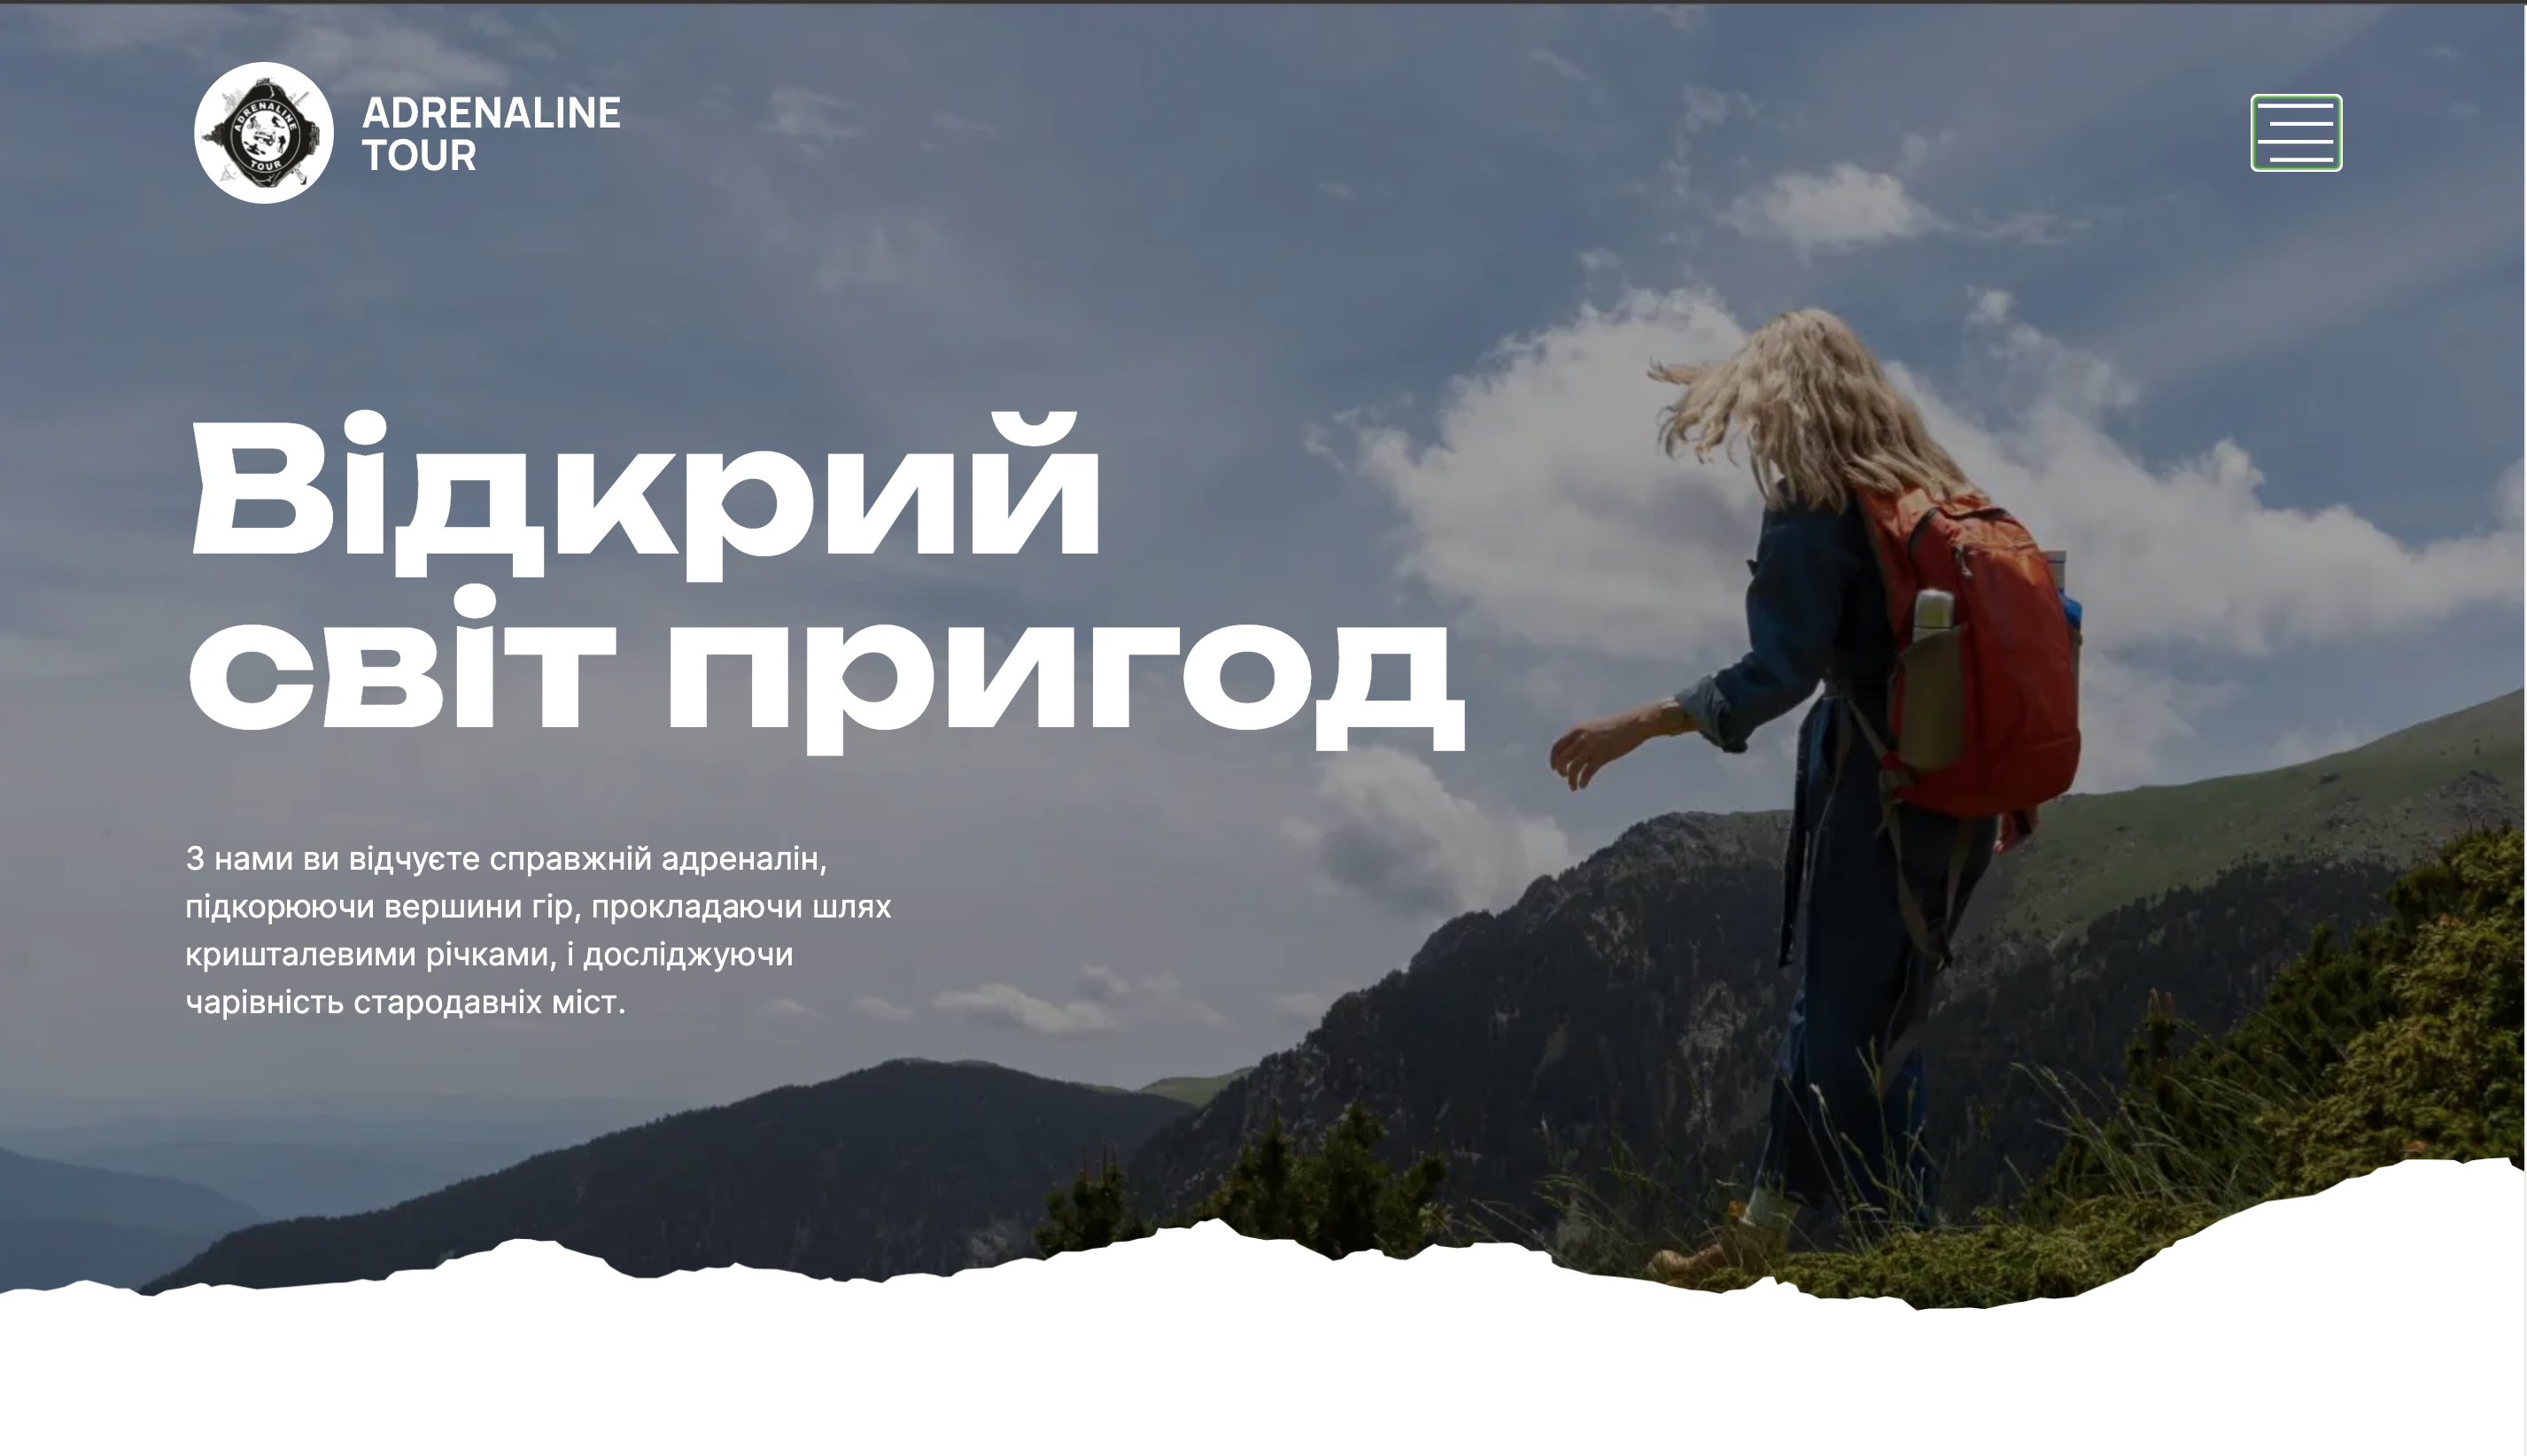 ADRENALINE
TOUR
ADRENALINE
TOUR
Відкрий
світ пригод
З нами ви відчуєте справжній адреналін,
підкорюючи вершини гір, прокладаючи шлях
кришталевими річками, і досліджуючи
чарівність стародавніх міст.